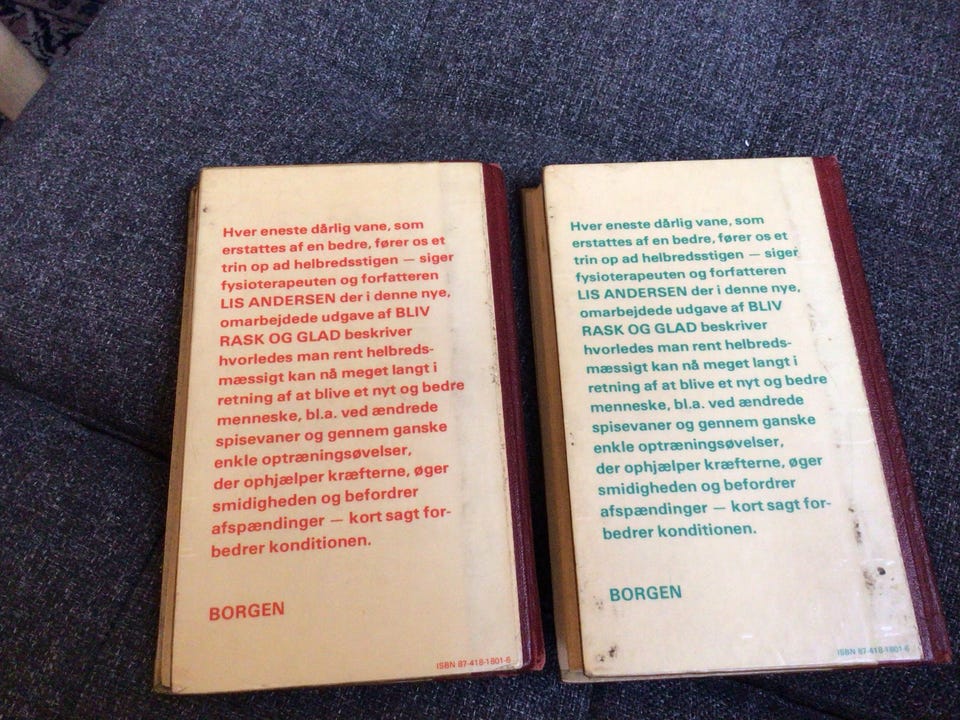 Hver eneste dårlig vane, som
erstattes af en bedre, fører os et
trin op ad helbredsstigen — siger
fysioterapeuten og forfatteren
LIS ANDERSEN der i denne nye,
omarbejdede udgave af BLIV
RASK OG GLAD beskriver
hvorledes man rent helbreds-
mæssigt kan nå meget langt i
retning af at blive et nyt og bedre
menneske, bl.a. ved ændrede
spisevaner og gennem ganske
enkle optræningsøvelser,
der ophjælper kræfterne, øger
smidigheden og befordrer
afspændinger — kort sagt for-
bedrer konditionen.
BORGEN
ISBN 87-418-1801-6
Hver eneste dårlig vane, som
erstattes af en bedre, fører os et
trin op ad helbredsstigen — siger
fysioterapeuten og forfatteren
LIS ANDERSEN der i denne nye,
omarbejdede udgave af BLIV
RASK OG GLAD beskriver
hvorledes man rent helbreds-
mæssigt kan nå meget langt i
retning af at blive et nyt og bedre
menneske, bl.a. ved ændrede
spisevaner og gennem ganske
enkle optræningsøvelser,
der ophjælper kræfterne, øger
smidigheden og befordrer
afspændinger — kort sagt for-
bedrer konditionen.
BORGEN
ISBN 87-418-1801-6